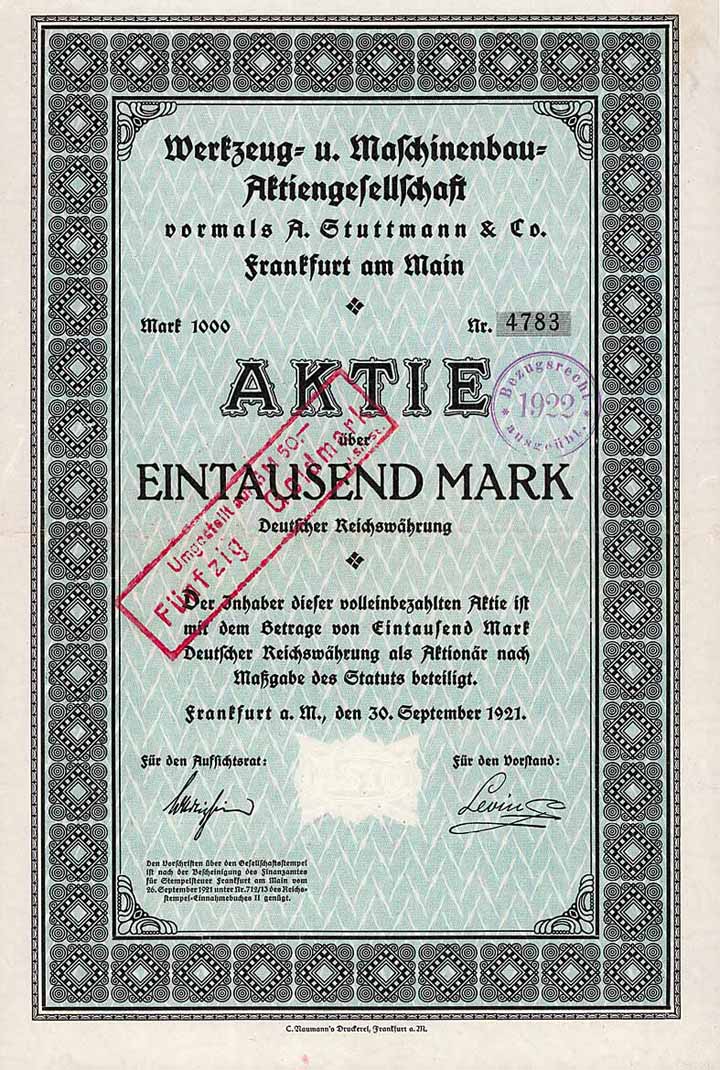 Werkzeug- u. Maschinenbau-
Aktiengesellschaft
vormals A. Stuttmann & Co.
Frankfurt am Main
Mark 1000 Nr. 4783
AKTIE
Bezugsrecht
1922
ausgeübt.
über
EINTAUSEND MARK
Deutscher Reichswährung
Umgestellt auf 50.—
Fünfzig Goldmark
Der Inhaber dieser volleinbezahlten Aktie ist
mit dem Betrage von Eintausend Mark
Deutscher Reichswährung als Aktionär nach
Maßgabe des Statuts beteiligt.
Frankfurt a. M., den 30. September 1921.
Für den Aufsichtsrat: Für den Vorstand:
Levin
Den Vorschriften über den Gesellschaftsstempel
ist nach der Bescheinigung des Finanzamtes
für Stempelsteuer Frankfurt am Main vom
26. September 1921 unter Nr. 712/13 des Reichs-
stempel-Einnahmebuches II genügt.
C. Naumann's Druckerei, Frankfurt a. M.